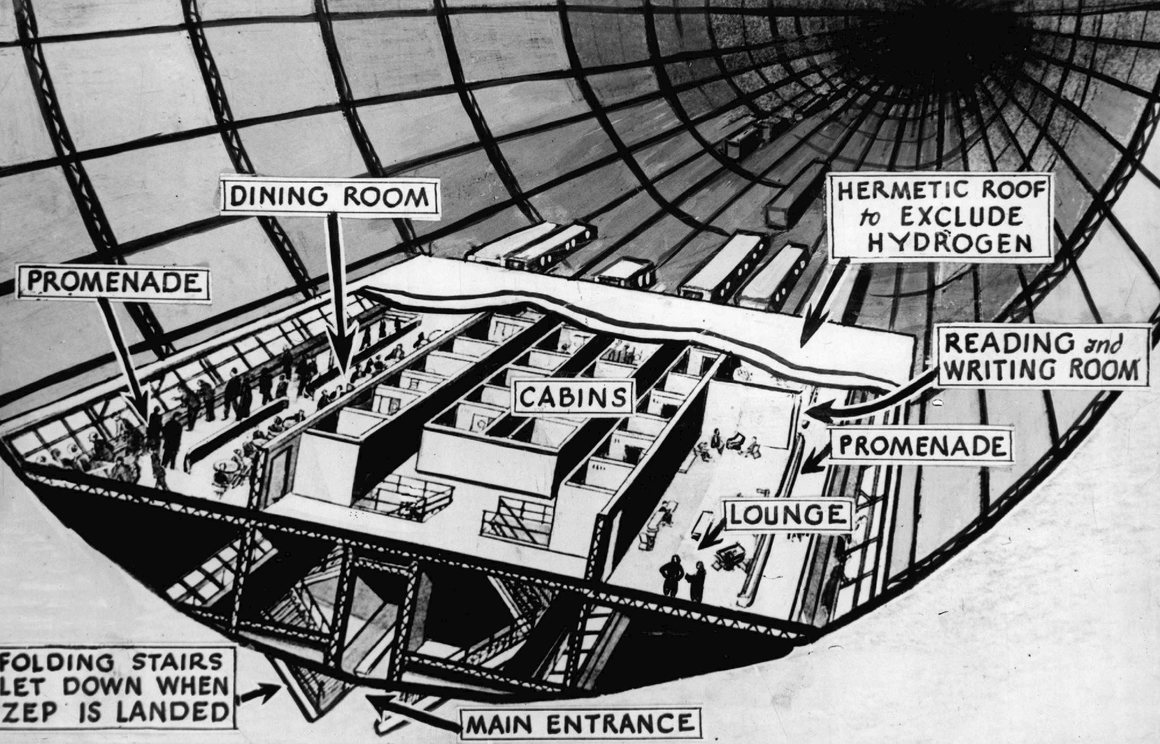 DINING ROOM
HERMETIC ROOF
to EXCLUDE
HYDROGEN
PROMENADE
READING and
WRITING ROOM
CABINS
PROMENADE
LOUNGE
FOLDING STAIRS
LET DOWN WHEN
ZEP IS LANDED
MAIN ENTRANCE